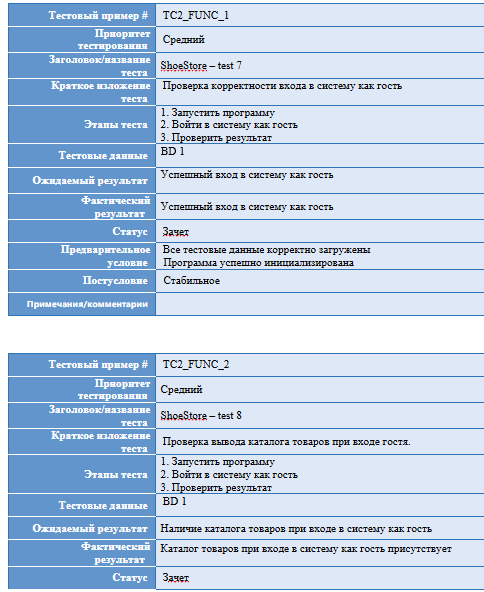 Тестовый пример # TC2_FUNC_1
Приоритет тестирования Средний
Заголовок/название теста ShoeStore – test 7
Краткое изложение теста Проверка корректности входа в систему как гость
Этапы теста 1. Запустить программу
2. Войти в систему как гость
3. Проверить результат
Тестовые данные BD 1
Ожидаемый результат Успешный вход в систему как гость
Фактический результат Успешный вход в систему как гость
Статус Зачет
Предварительное условие Все тестовые данные корректно загружены
Программа успешно инициализирована
Постусловие Стабильное
Примечания/комментарии
Тестовый пример # TC2_FUNC_2
Приоритет тестирования Средний
Заголовок/название теста ShoeStore – test 8
Краткое изложение теста Проверка вывода каталога товаров при входе гостя.
Этапы теста 1. Запустить программу
2. Войти в систему как гость
3. Проверить результат
Тестовые данные BD 1
Ожидаемый результат Наличие каталога товаров при входе в систему как гость
Фактический результат Каталог товаров при входе в систему как гость присутствует
Статус Зачет